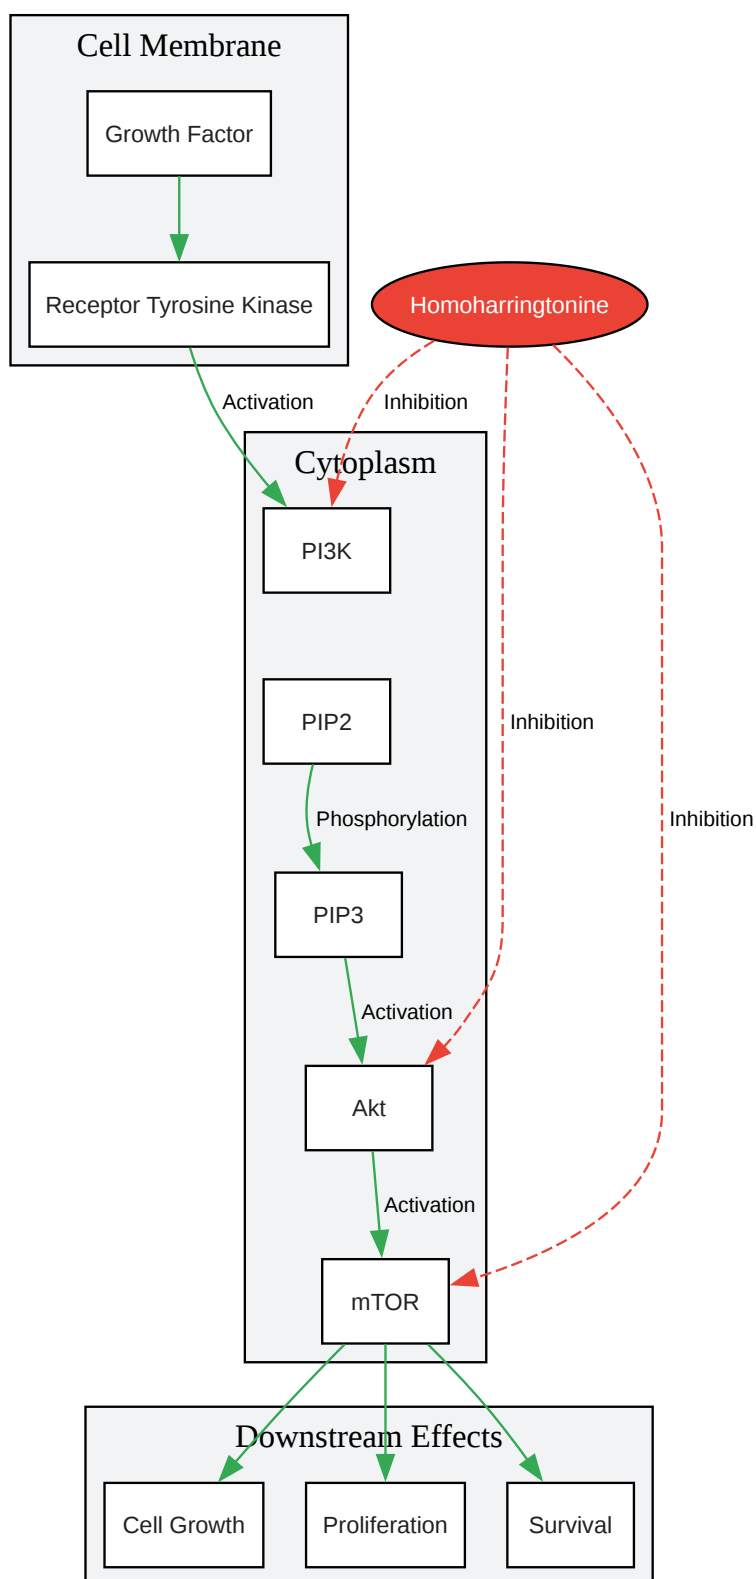 Cell Membrane
Growth Factor
Receptor Tyrosine Kinase
Homoharringtonine
Activation
Inhibition
Cytoplasm
PI3K
PIP2
Inhibition
Phosphorylation
Inhibition
PIP3
Activation
Akt
Activation
mTOR
Downstream Effects
Cell Growth
Proliferation
Survival